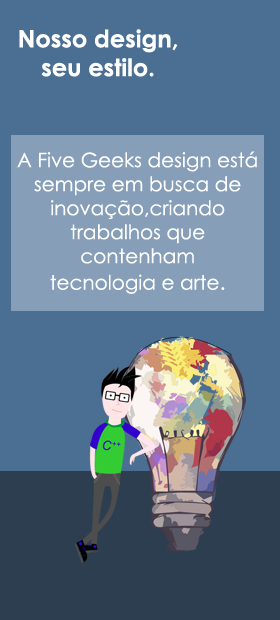 Nosso design,
seu estilo.
A Five Geeks design está
sempre em busca de
inovação,criando
trabalhos que
contenham
tecnologia e arte.
C++